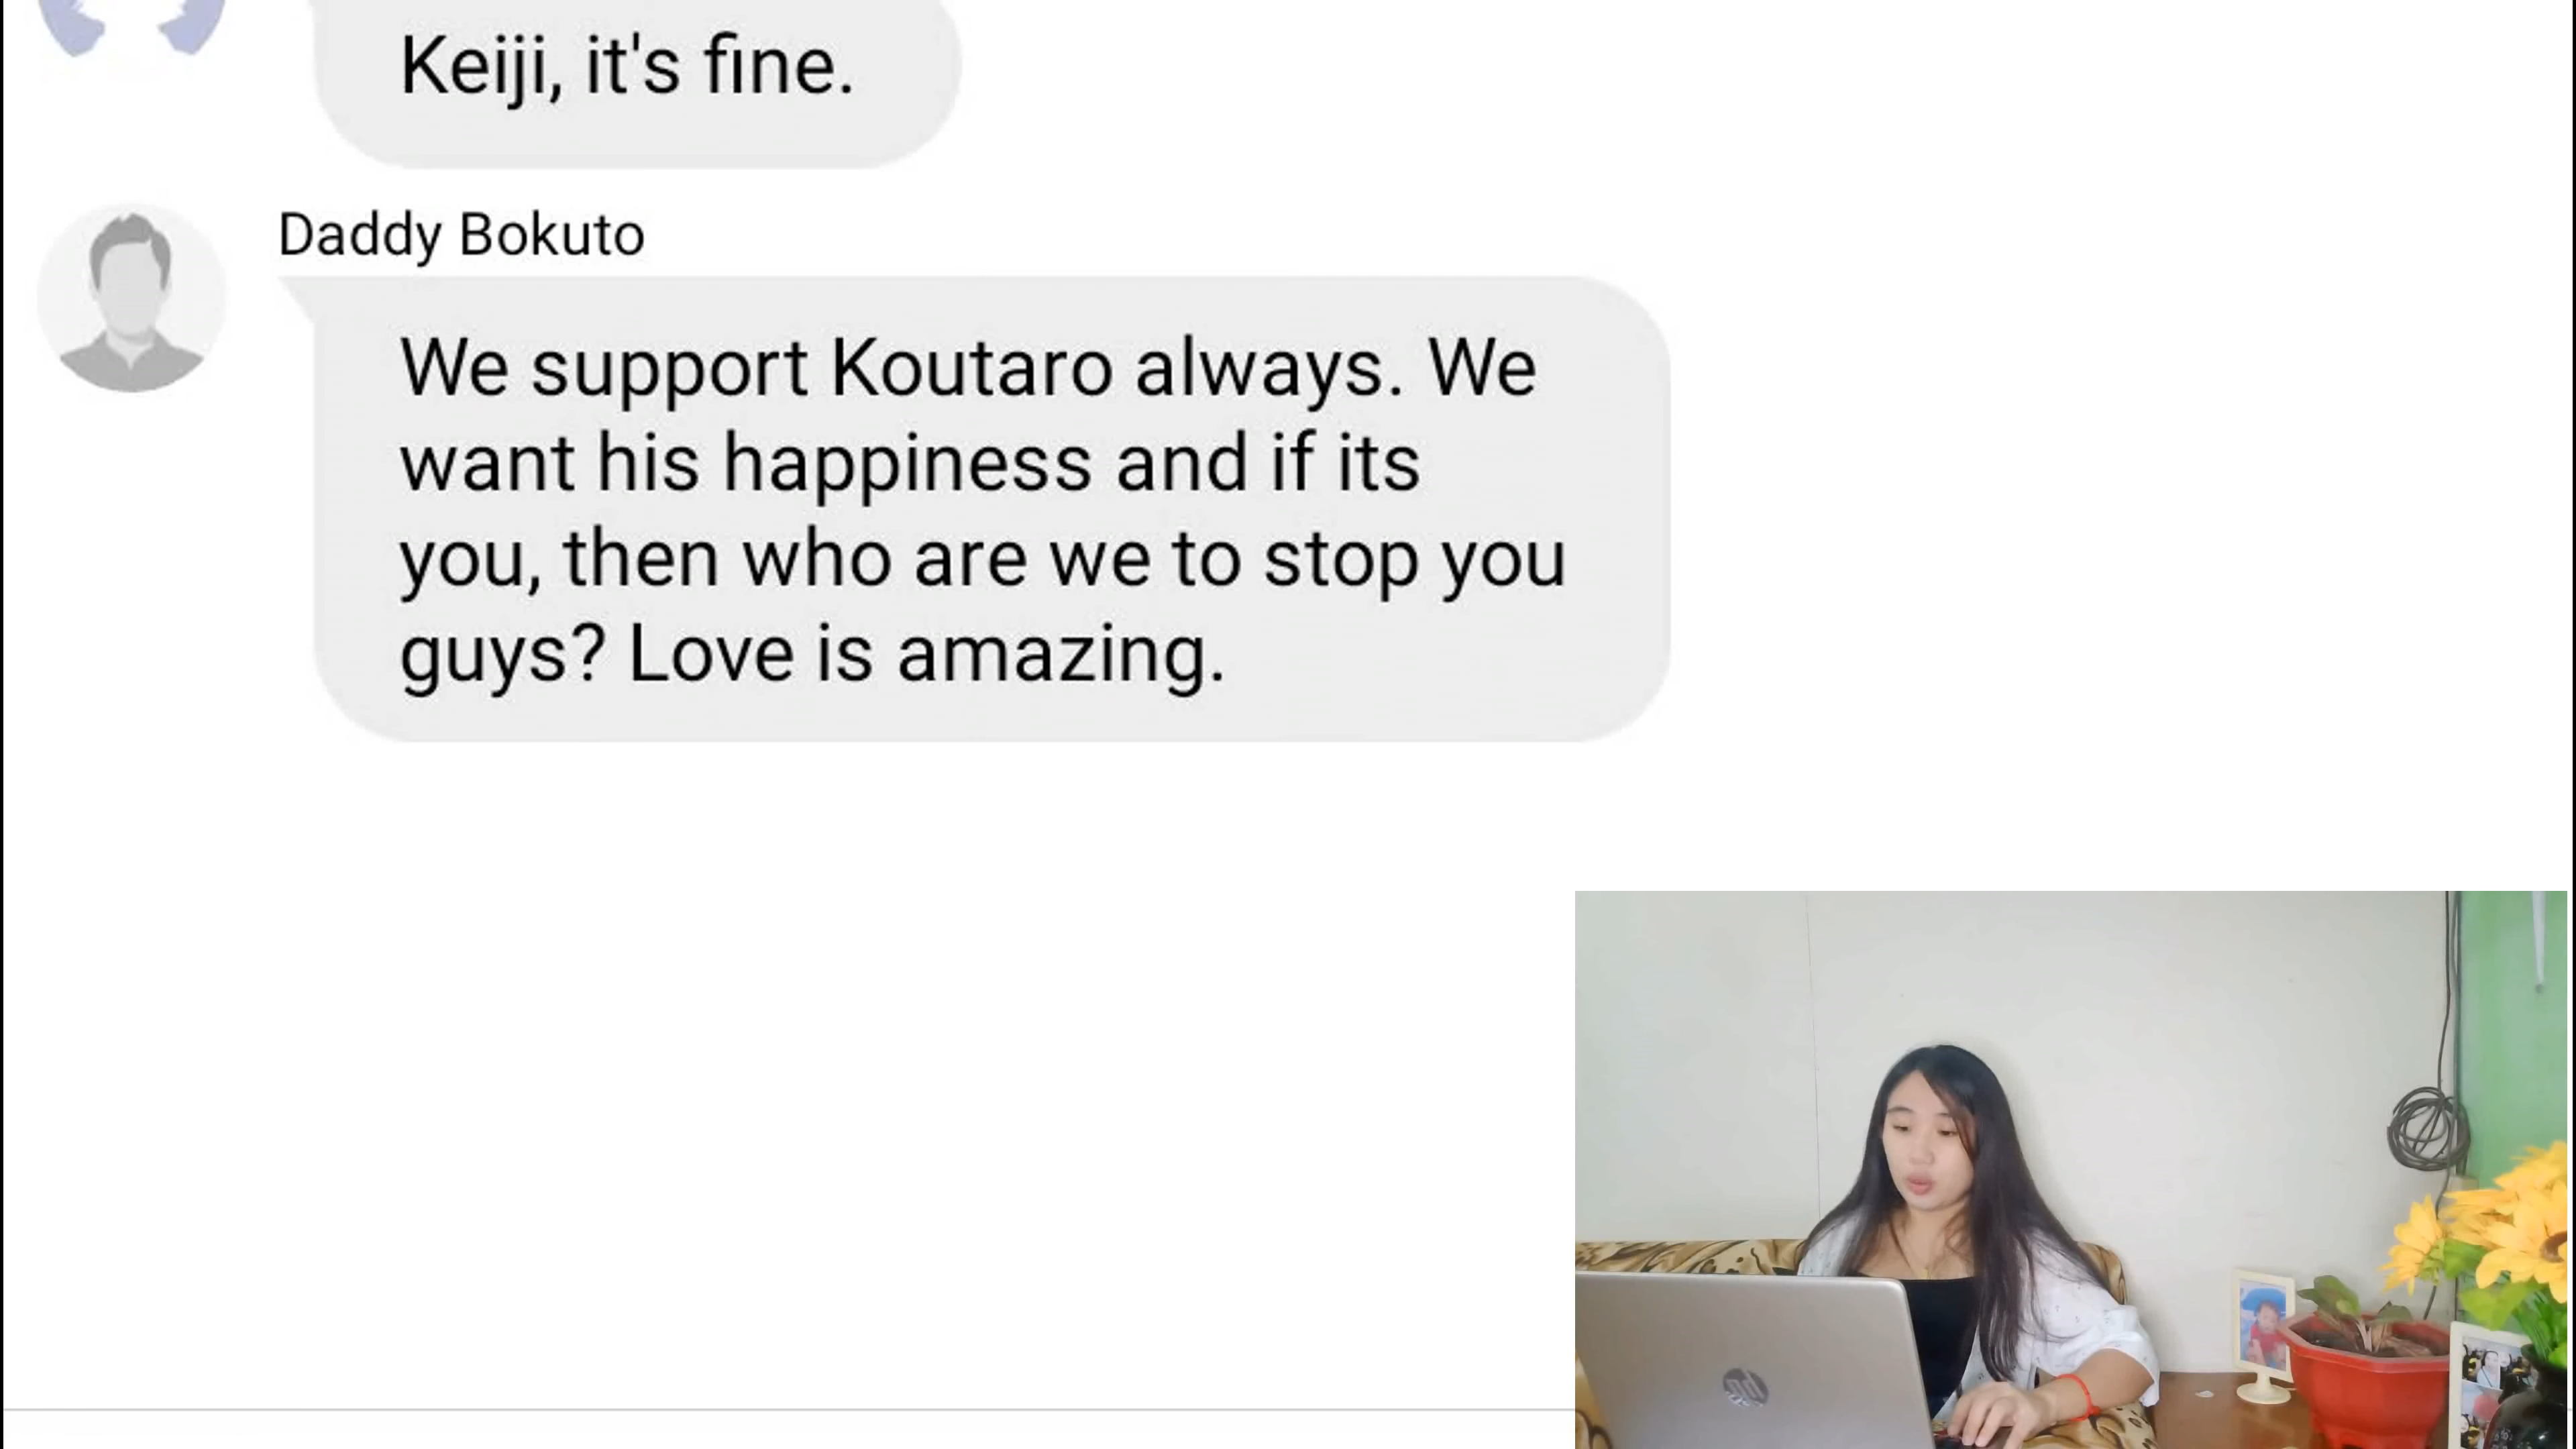 Keiji, it's fine.
Daddy Bokuto
We support Koutaro always. We
want his happiness and if its
you, then who are we to stop you
guys? Love is amazing.
hp